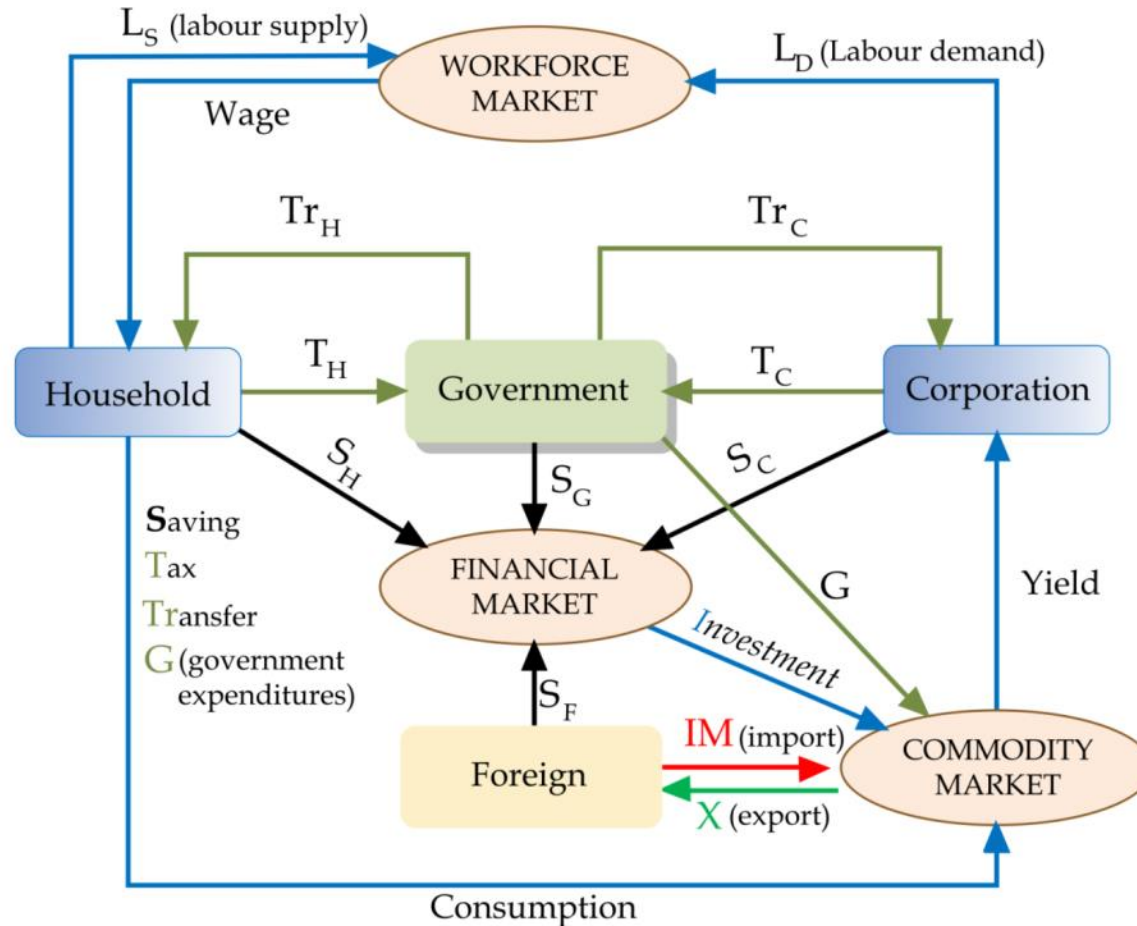 L_S (labour supply)
WORKFORCE
MARKET
L_D (Labour demand)
Wage
Tr_H
Tr_C
Household
T_H
Government
T_C
Corporation
S_H
S_G
S_C
Saving
Tax
Transfer
G (government
expenditures)
FINANCIAL
MARKET
G
Yield
Investment
S_F
Foreign
IM (import)
X (export)
COMMODITY
MARKET
Consumption